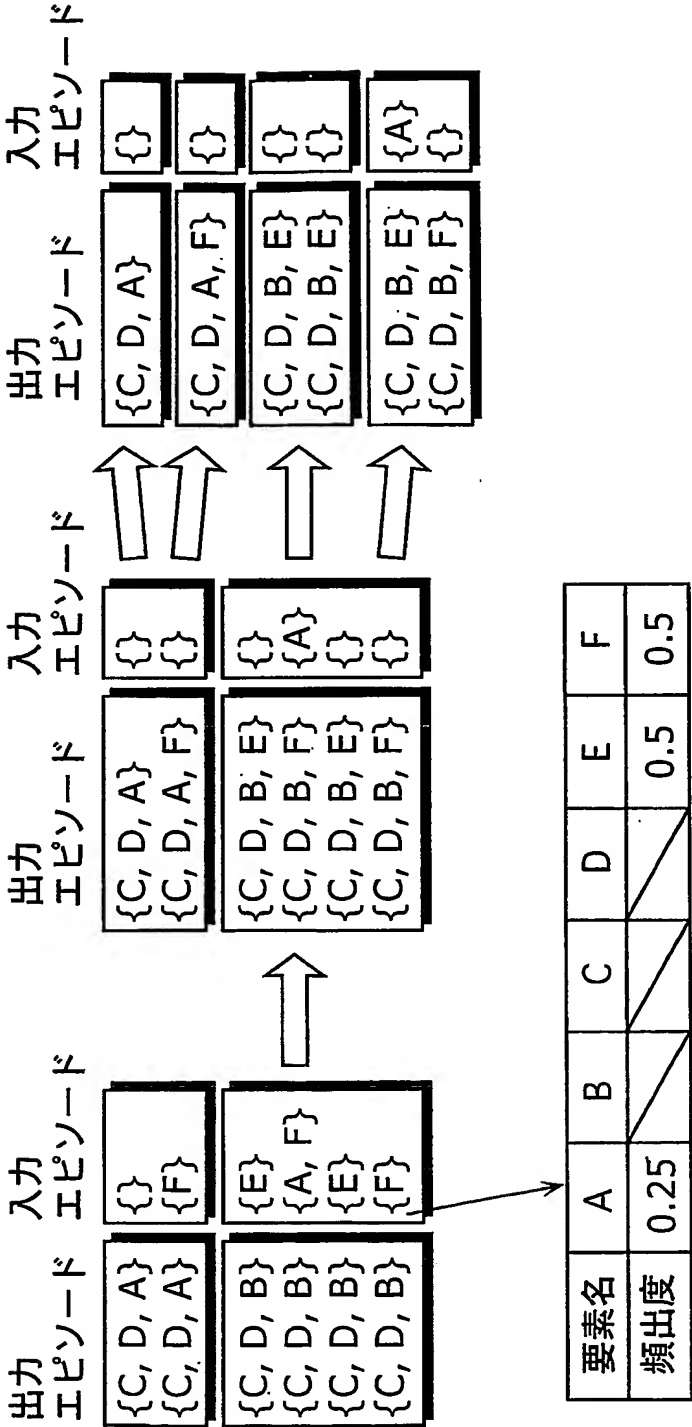 出力
エピソード
入力
エピソード
{C, D, A} {}
{C, D, A} {F}
{C, D, B} {E}
{C, D, B} {A, F}
{C, D, B} {E}
{C, D, B} {F}
出力
エピソード
入力
エピソード
{C, D, A} {}
{C, D, A, F} {}
{C, D, B, E} {}
{C, D, B, F} {A}
{C, D, B, E} {}
{C, D, B, F} {}
出力
エピソード
入力
エピソード
{C, D, A} {}
{C, D, A, F} {}
{C, D, B, E} {}
{C, D, B, E} {}
{C, D, B, E} {A}
{C, D, B, F} {}
要素名 A B C D E F
頻出度 0.25 0.5 0.5